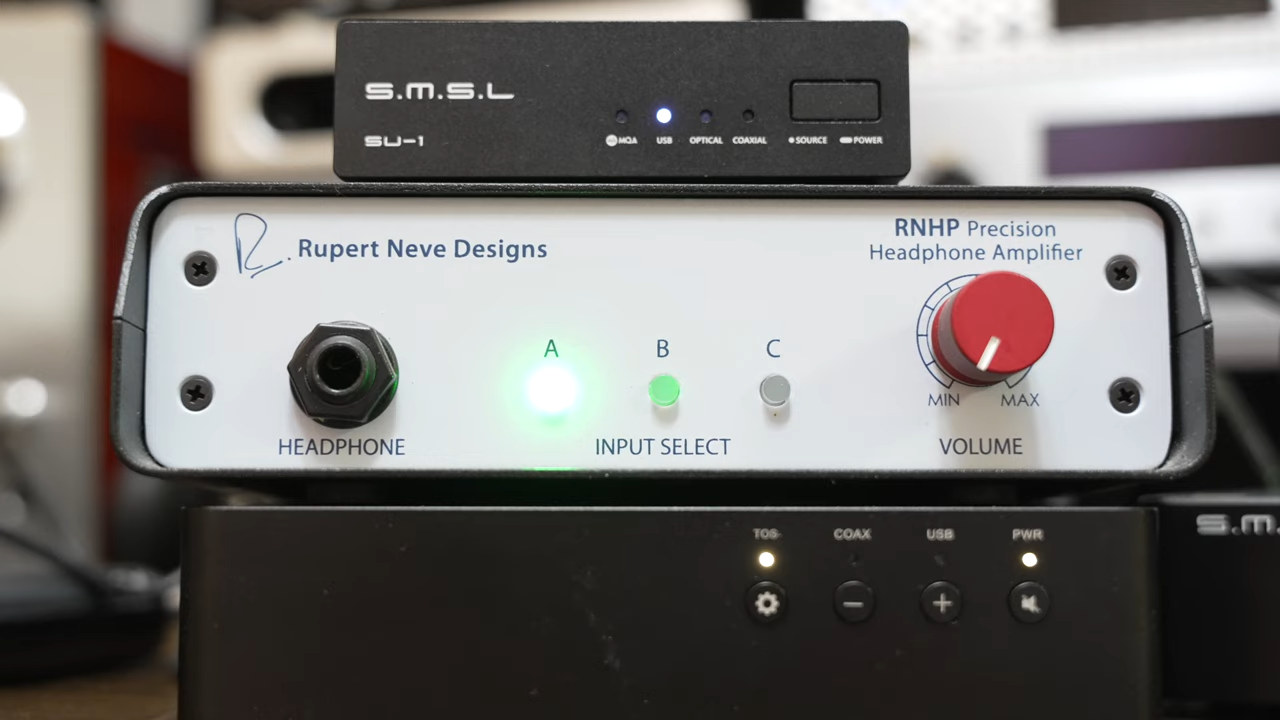 S.M.S.L
SU-1
MQA USB OPTICAL COAXIAL SOURCE POWER
Rupert Neve Designs
RNHP Precision
Headphone Amplifier
A B C
MIN MAX
HEADPHONE INPUT SELECT VOLUME
TOS COAX USB PWR
S.M.